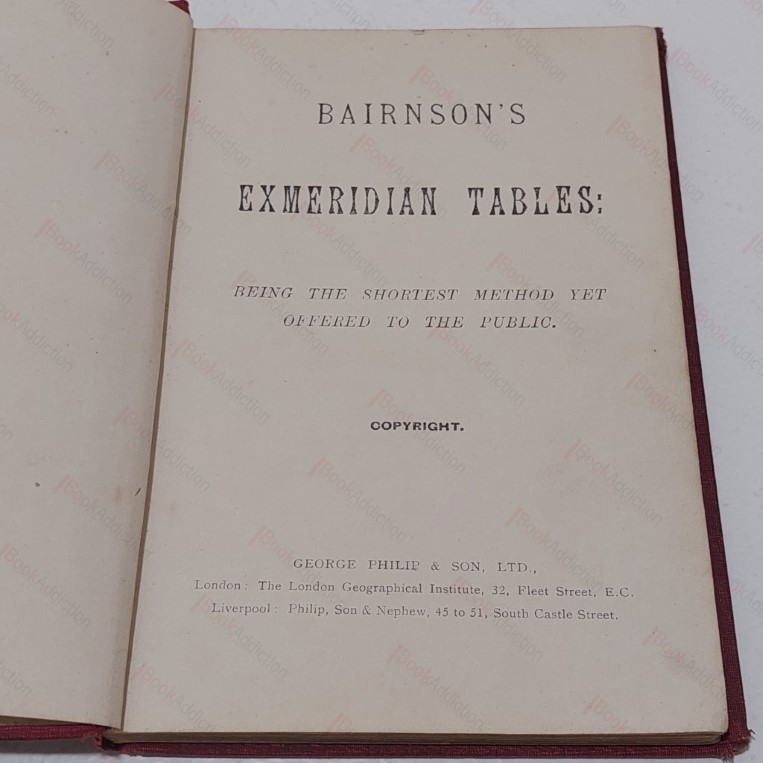 BAIRNSON'S
EXMERIDIAN TABLES:
BEING THE SHORTEST METHOD YET
OFFERED TO THE PUBLIC.
COPYRIGHT.
GEORGE PHILIP & SON, LTD.,
London: The London Geographical Institute, 32, Fleet Street, E.C.
Liverpool: Philip, Son & Nephew, 45 to 51, South Castle Street.
BookAddiction